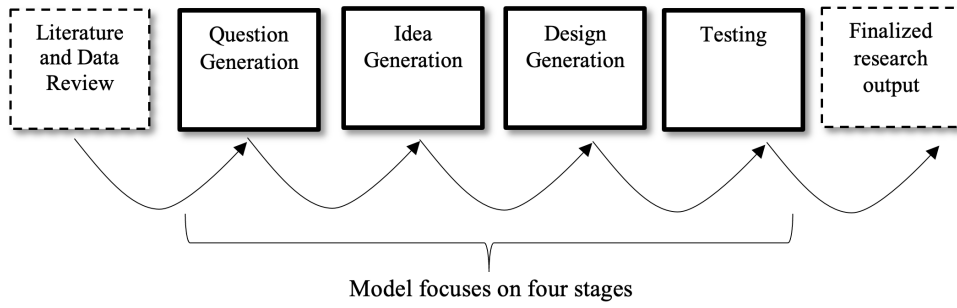 Literature
and Data
Review
Question
Generation
Idea
Generation
Design
Generation
Testing
Finalized
research
output
Model focuses on four stages